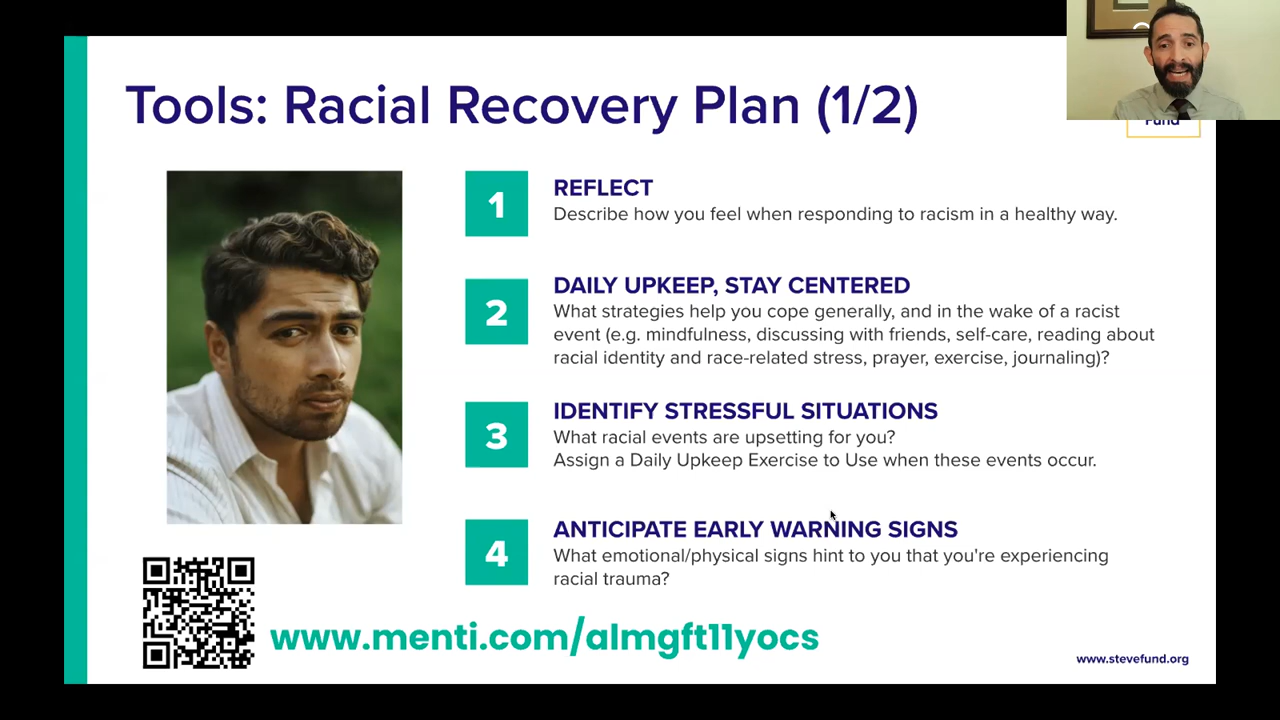 Tools: Racial Recovery Plan (1/2)
Fund
1
REFLECT
Describe how you feel when responding to racism in a healthy way.
2
DAILY UPKEEP, STAY CENTERED
What strategies help you cope generally, and in the wake of a racist
event (e.g. mindfulness, discussing with friends, self-care, reading about
racial identity and race-related stress, prayer, exercise, journaling)?
3
IDENTIFY STRESSFUL SITUATIONS
What racial events are upsetting for you?
Assign a Daily Upkeep Exercise to Use when these events occur.
4
ANTICIPATE EARLY WARNING SIGNS
What emotional/physical signs hint to you that you're experiencing
racial trauma?
www.menti.com/almgft11yocs
www.stevefund.org